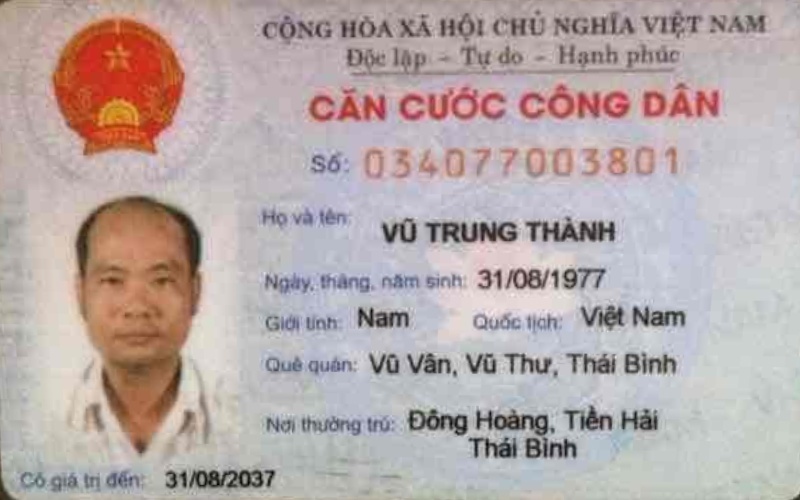 CỘNG HÒA XÃ HỘI CHỦ NGHĨA VIỆT NAM
Độc lập – Tự do – Hạnh phúc
CĂN CƯỚC CÔNG DÂN
Số: 034077003801
Họ và tên: VŨ TRUNG THÀNH
Ngày, tháng, năm sinh: 31/08/1977
Giới tính: Nam Quốc tịch: Việt Nam
Quê quán: Vũ Vân, Vũ Thư, Thái Bình
Nơi thường trú: Đông Hoàng, Tiền Hải
Thái Bình
Có giá trị đến: 31/08/2037